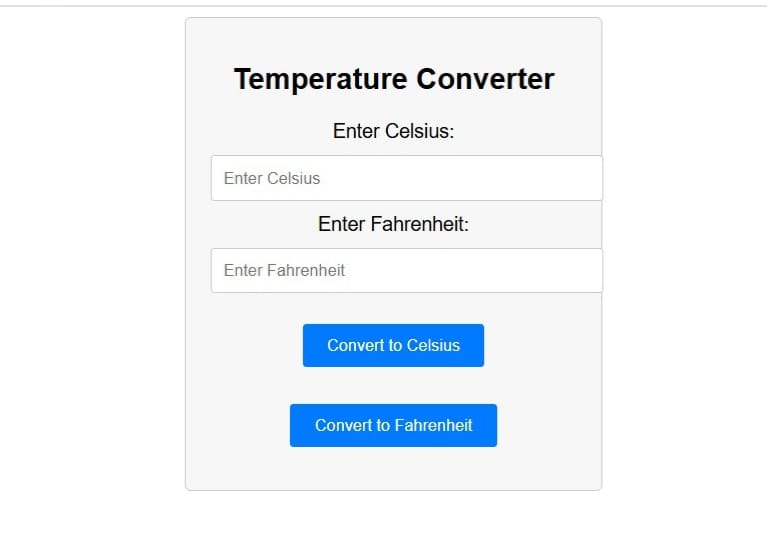 Temperature Converter
Enter Celsius:
Enter Celsius
Enter Fahrenheit:
Enter Fahrenheit
Convert to Celsius
Convert to Fahrenheit